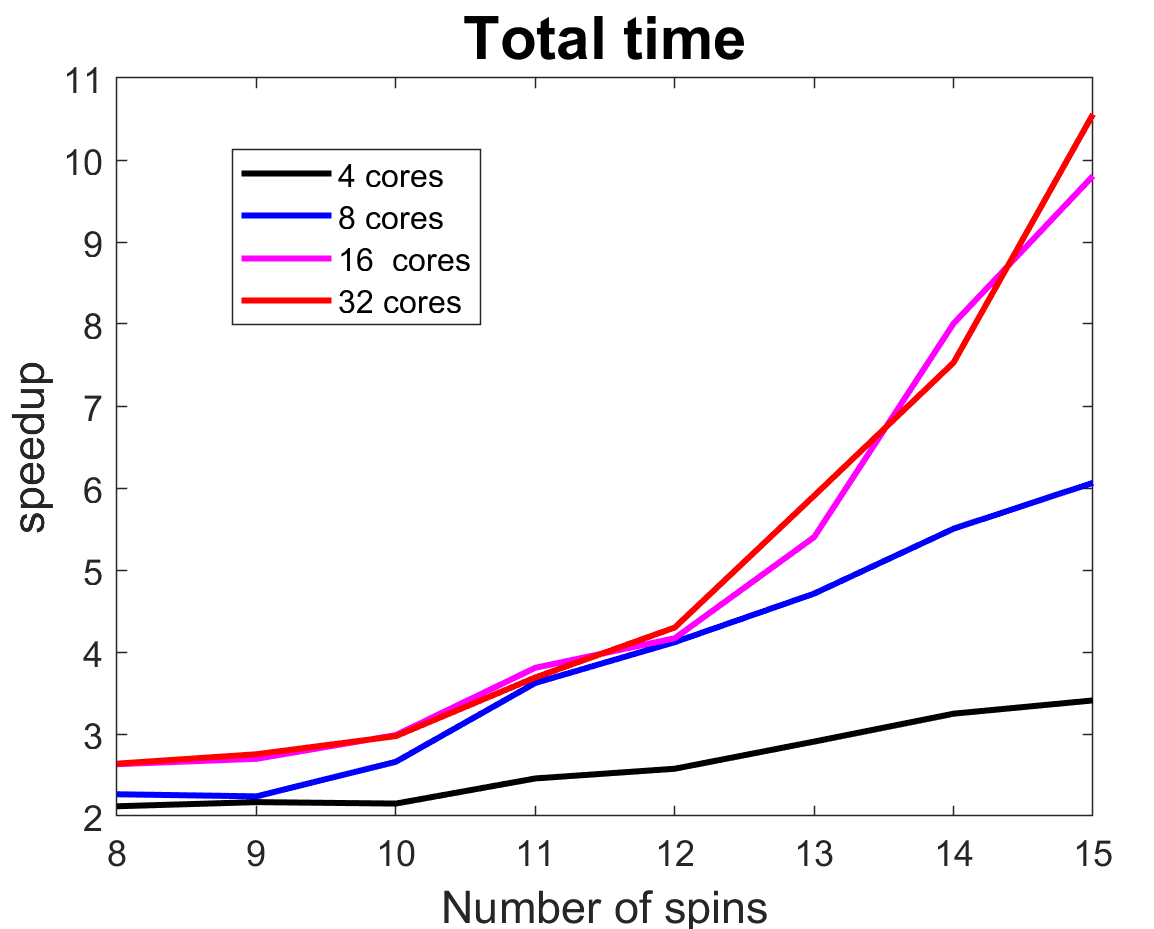 Total time
11
10
9
8
7
6
5
4
3
2
speedup
4 cores
8 cores
16  cores
32 cores
8 9 10 11 12 13 14 15
Number of spins